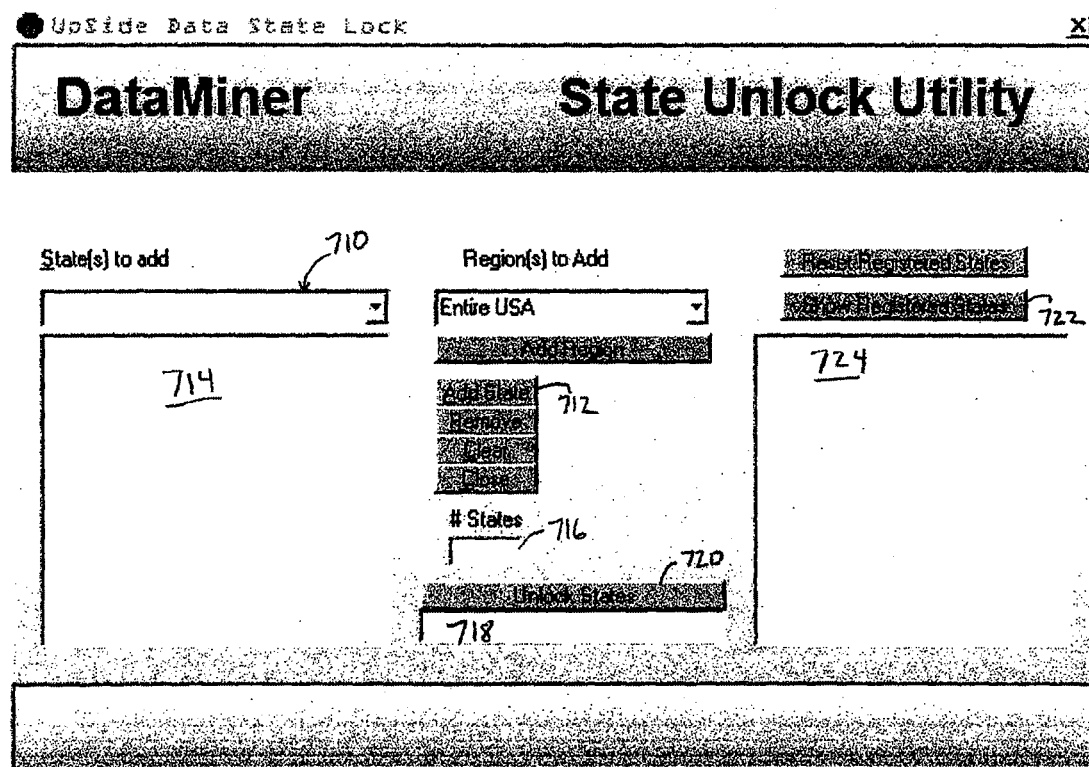 UpSide Data State Lock X
DataMiner State Unlock Utility
State(s) to add
710
Region(s) to Add
Reset Registered States
Entire USA
Show Registered States
722
Add Region
714
724
Add State
712
Remove
Clear
Close
# States
716
720
Unlock States
718